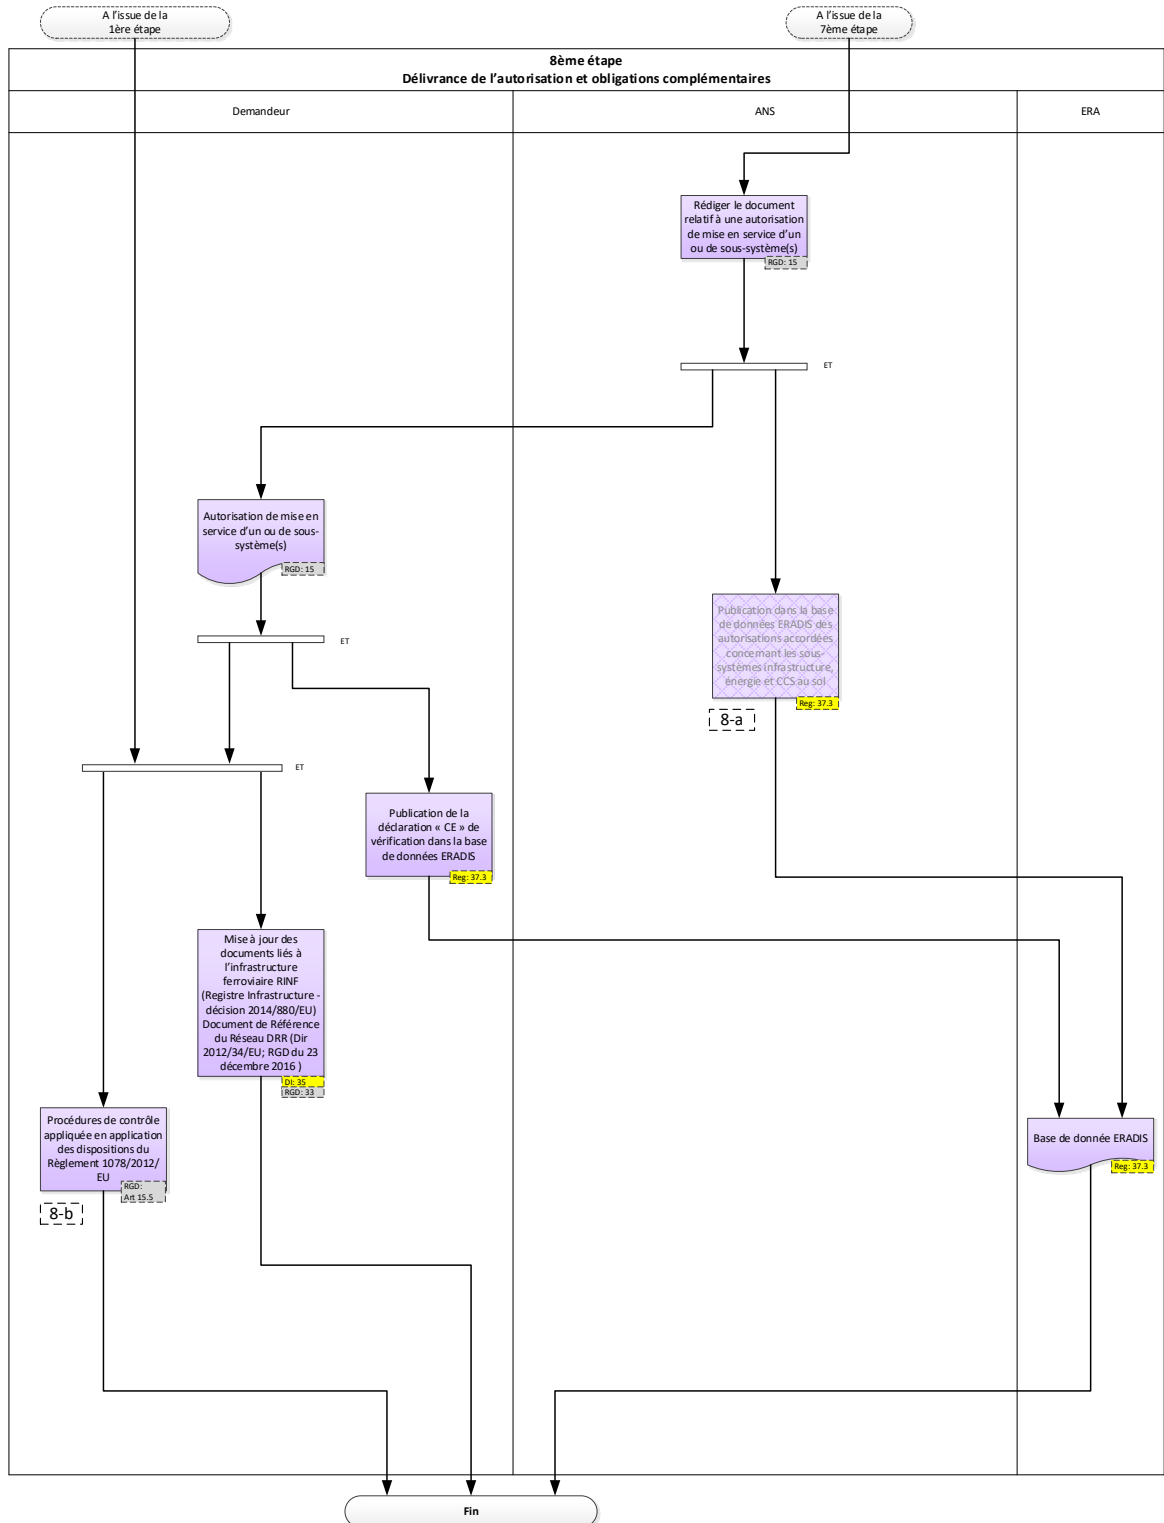 A l'issue de la
1ère étape
A l'issue de la
7ème étape
8ème étape
Délivrance de l'autorisation et obligations complémentaires
Demandeur
ANS
ERA
Rédiger le document
relatif à une autorisation
de mise en service d'un
ou de sous-système(s)
RGD: 15
ET
Autorisation de mise en
service d'un ou de sous-
système(s)
RGD: 15
ET
Publication dans la base
de données ERADIS des
autorisations accordées
concernant les sous-
systèmes infrastructure,
énergie et CCS au sol
Reg: 37.3
8-a
ET
Publication de la
déclaration « CE » de
vérification dans la base
de données ERADIS
Reg: 37.3
Mise à jour des
documents liés à
l'infrastructure
ferroviaire RINF
(Registre Infrastructure -
décision 2014/880/EU)
Document de Référence
du Réseau DRR (Dir
2012/34/EU; RGD du 23
décembre 2016 )
DI: 35
RGD: 33
Procédures de contrôle
appliquée en application
des dispositions du
Règlement 1078/2012/
EU
RGD:
Art 15.5
8-b
Base de donnée ERADIS
Reg: 37.3
Fin